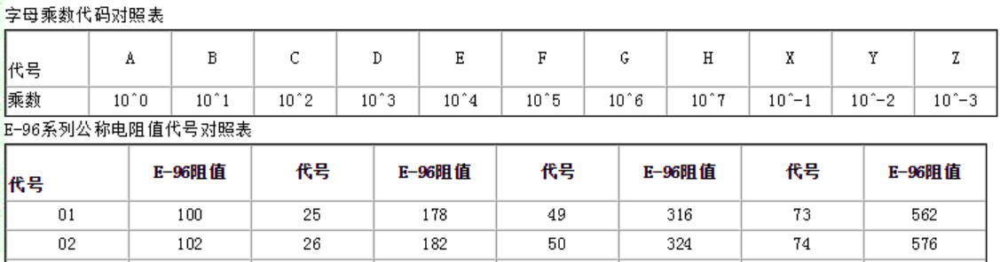 字母乘数代码对照表
代号 A B C D E F G H X Y Z
乘数 10^0 10^1 10^2 10^3 10^4 10^5 10^6 10^7 10^-1 10^-2 10^-3
E-96系列公称电阻值代号对照表
代号 E-96阻值 代号 E-96阻值 代号 E-96阻值 代号 E-96阻值
01 100 25 178 49 316 73 562
02 102 26 182 50 324 74 576